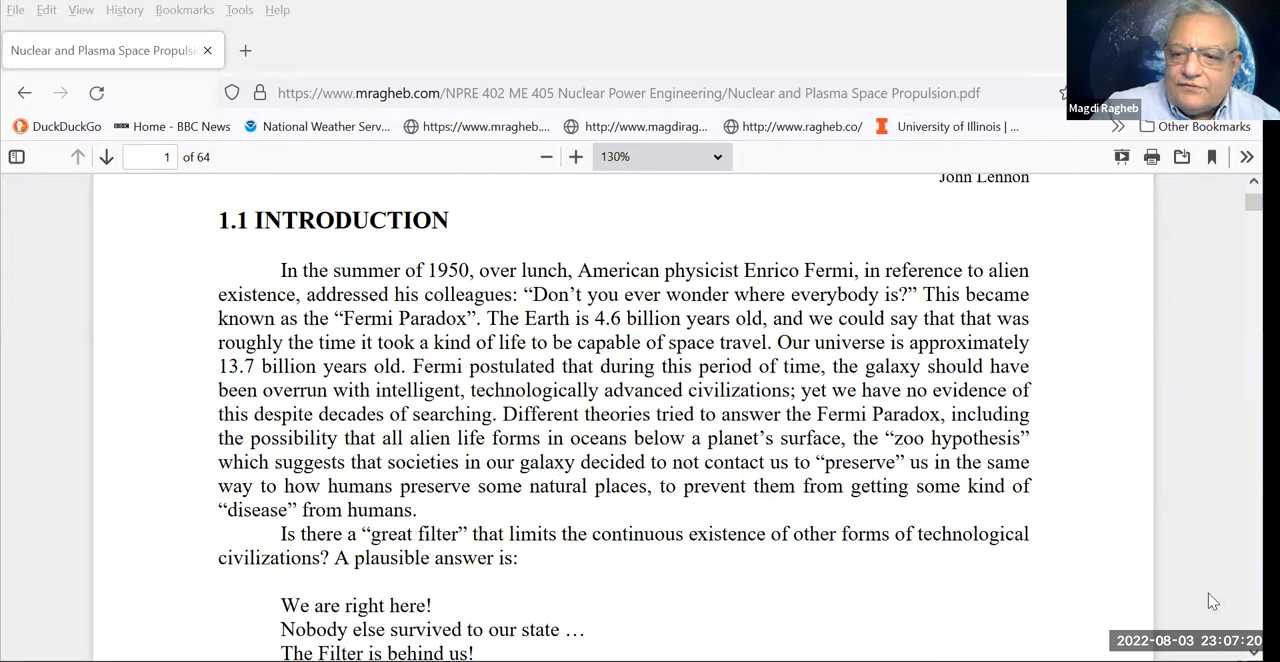 File Edit View History Bookmarks Tools Help
Nuclear and Plasma Space Propulsi
https://www.mragheb.com/NPRE 402 ME 405 Nuclear Power Engineering/Nuclear and Plasma Space Propulsion.pdf
Magdi Ragheb
DuckDuckGo BBC Home - BBC News National Weather Serv... https://www.mragheb.... http://www.magdirag... http://www.ragheb.co/ University of Illinois | ... Other Bookmarks
1 of 64 130%
John Lennon
1.1 INTRODUCTION
In the summer of 1950, over lunch, American physicist Enrico Fermi, in reference to alien
existence, addressed his colleagues: “Don’t you ever wonder where everybody is?” This became
known as the “Fermi Paradox”. The Earth is 4.6 billion years old, and we could say that that was
roughly the time it took a kind of life to be capable of space travel. Our universe is approximately
13.7 billion years old. Fermi postulated that during this period of time, the galaxy should have
been overrun with intelligent, technologically advanced civilizations; yet we have no evidence of
this despite decades of searching. Different theories tried to answer the Fermi Paradox, including
the possibility that all alien life forms in oceans below a planet’s surface, the “zoo hypothesis”
which suggests that societies in our galaxy decided to not contact us to “preserve” us in the same
way to how humans preserve some natural places, to prevent them from getting some kind of
“disease” from humans.
Is there a “great filter” that limits the continuous existence of other forms of technological
civilizations? A plausible answer is:
We are right here!
Nobody else survived to our state …
The Filter is behind us!
2022-08-03 23:07:20